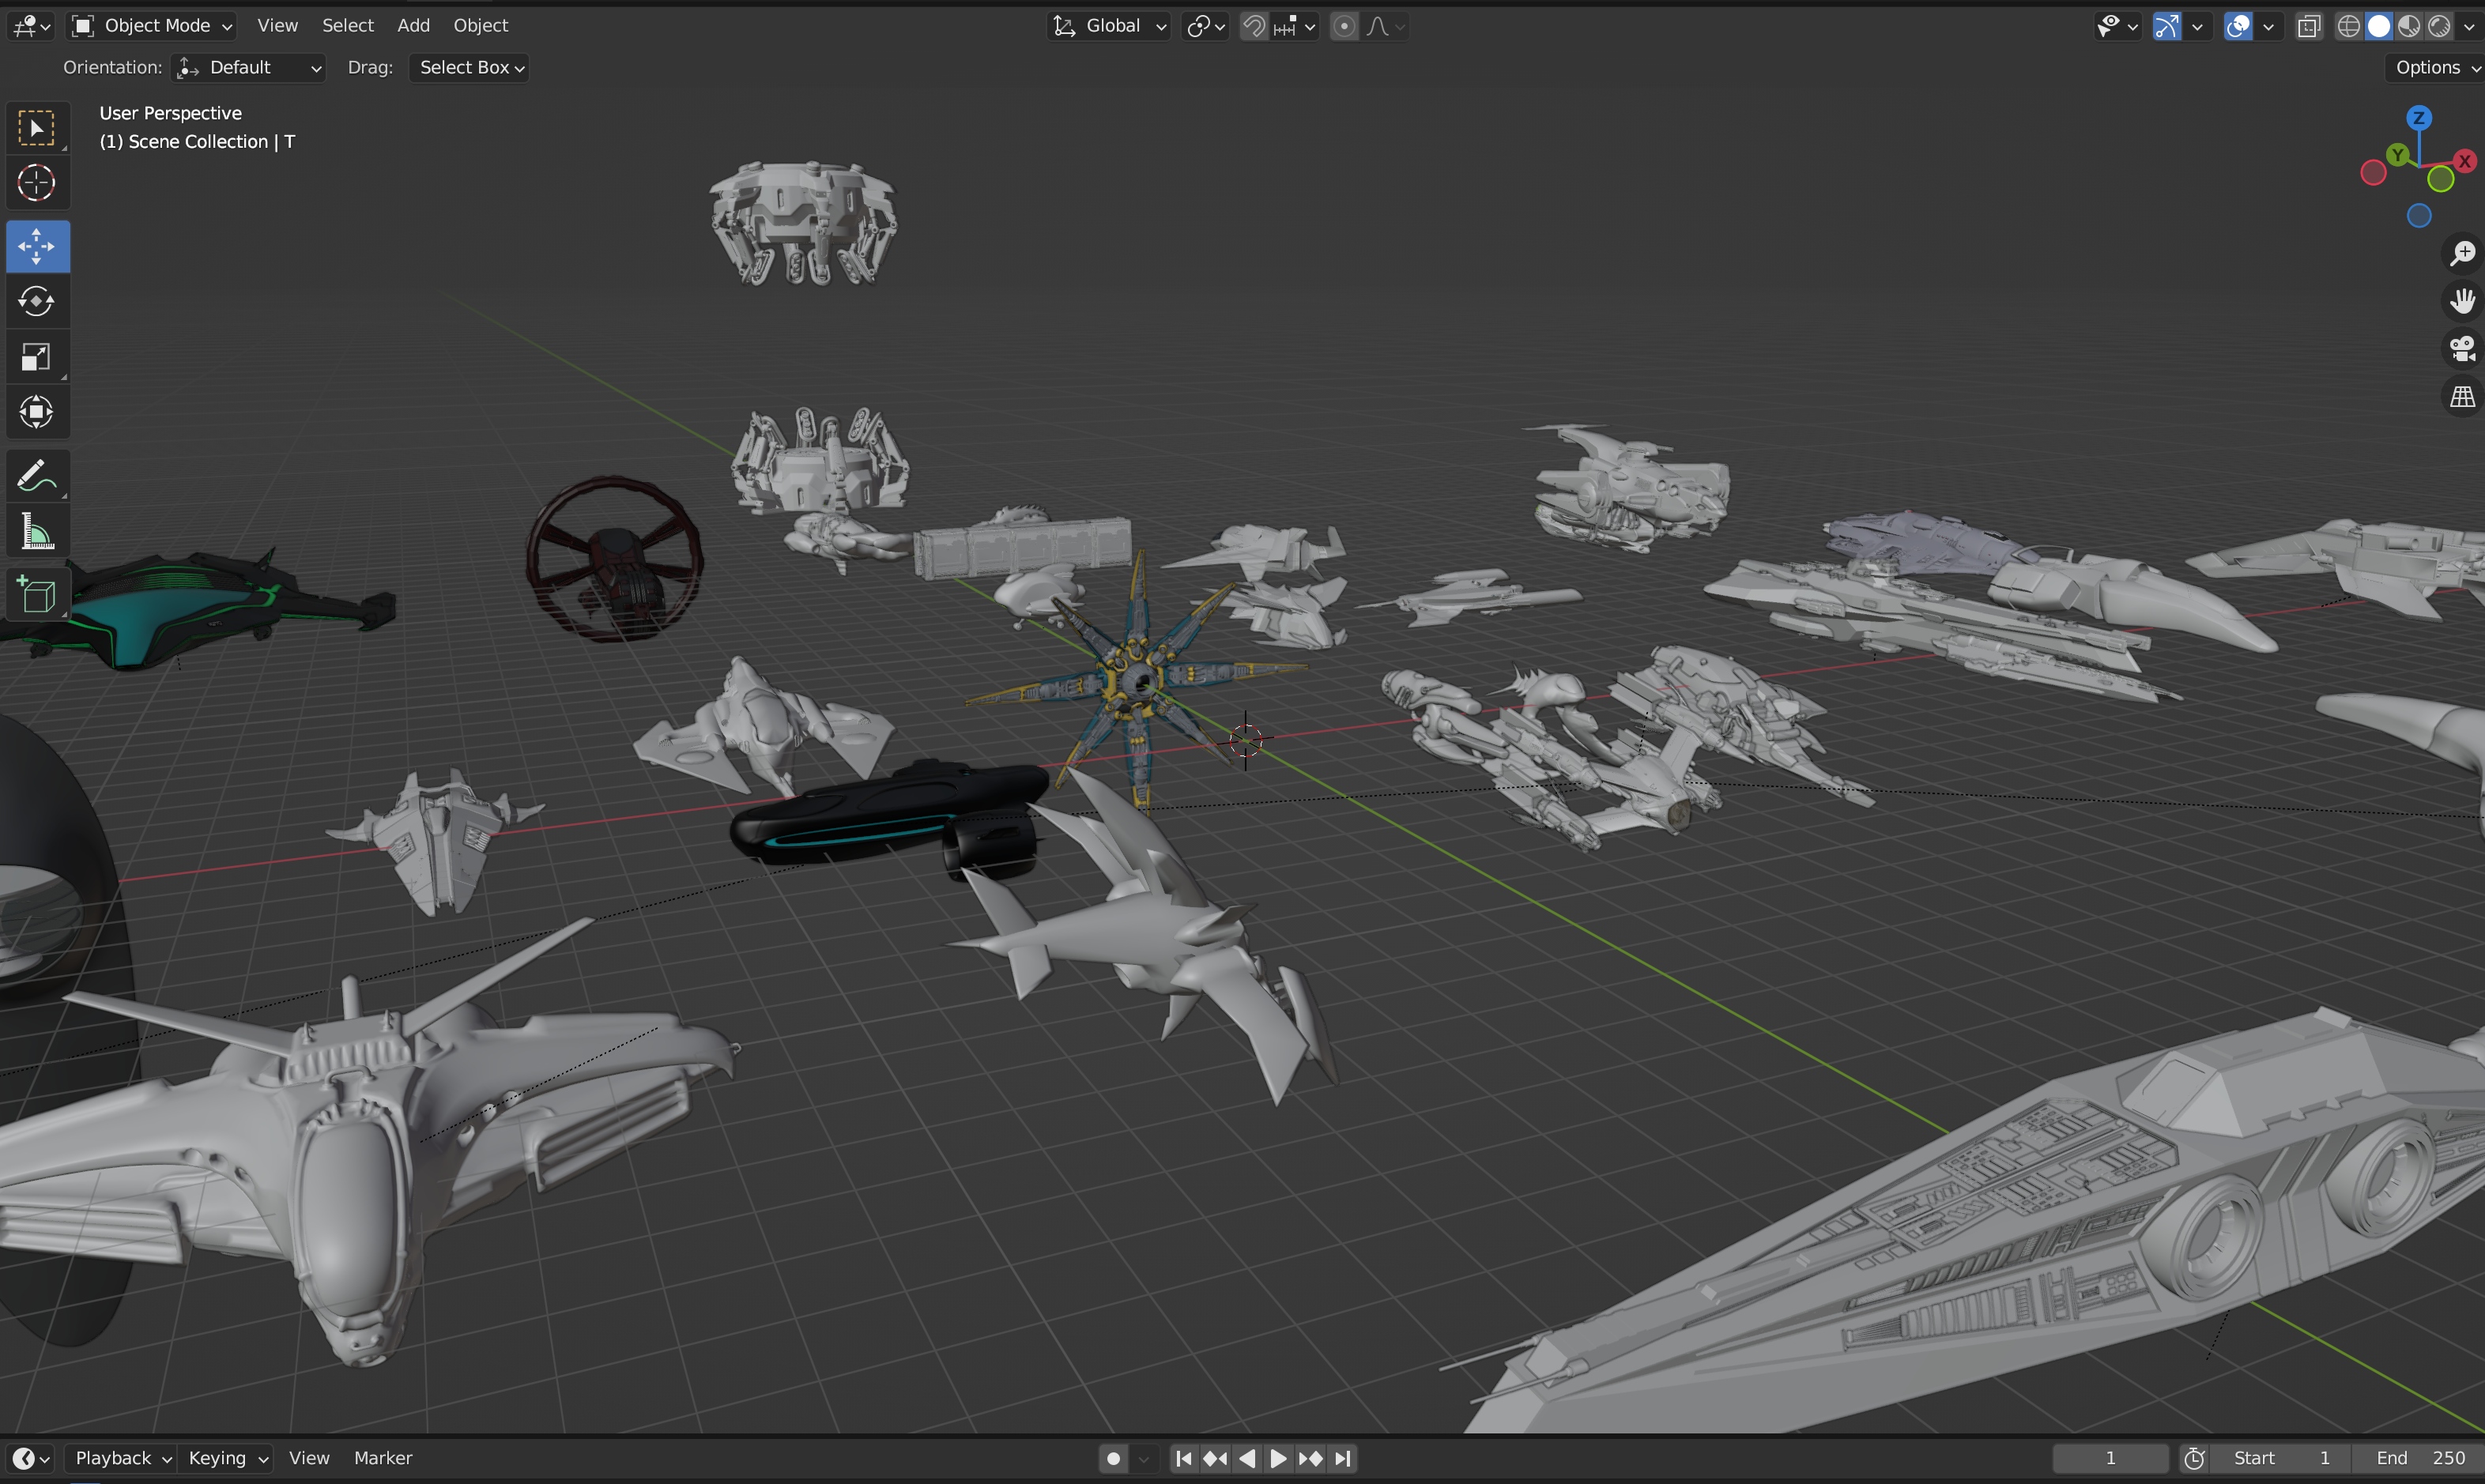 Object Mode View Select Add Object Global
Orientation: Default Drag: Select Box Options
User Perspective
(1) Scene Collection | T
Z
Y
X
Playback Keying View Marker 1 Start 1 End 250